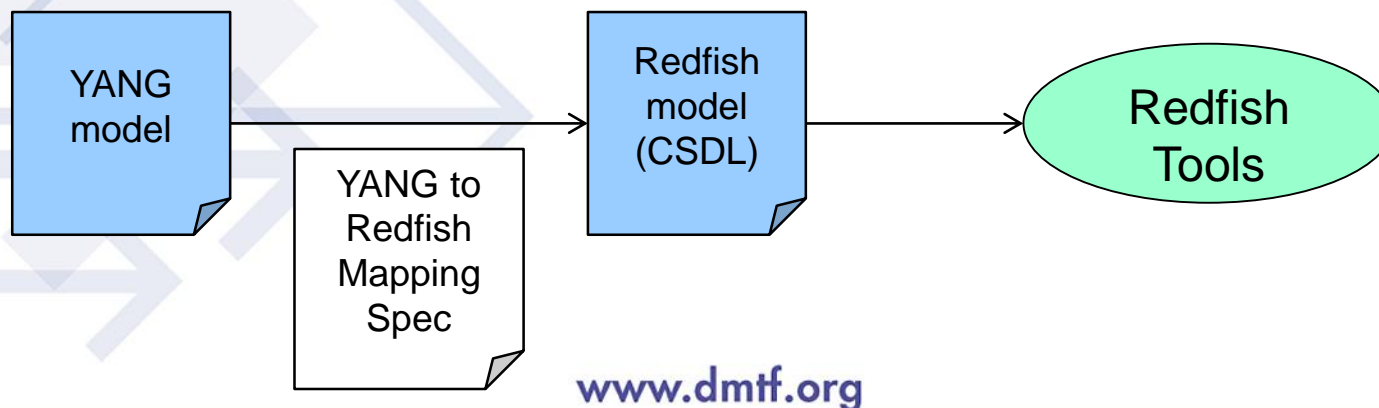 YANG
model
YANG to
Redfish
Mapping
Spec
Redfish
model
(CSDL)
Redfish
Tools
www.dmtf.org